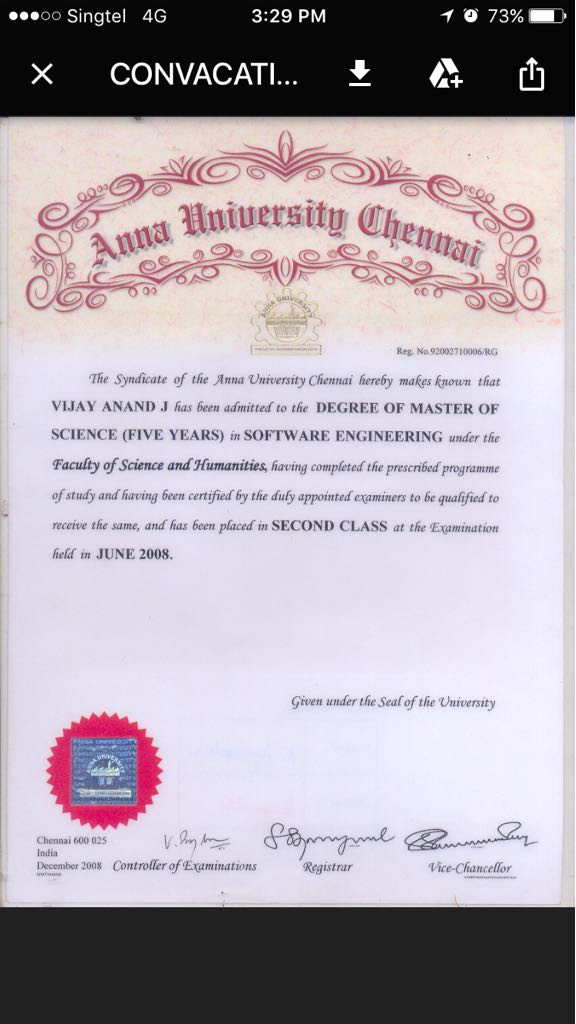 Singtel 4G 3:29 PM 73%
CONVACATI...
Anna University Chennai
ANNA UNIVERSITY
Reg. No.92002710006/RG
The Syndicate of the Anna University Chennai hereby makes known that
VIJAY ANAND J has been admitted to the DEGREE OF MASTER OF
SCIENCE (FIVE YEARS) in SOFTWARE ENGINEERING under the
Faculty of Science and Humanities, having completed the prescribed programme
of study and having been certified by the duly appointed examiners to be qualified to
receive the same, and has been placed in SECOND CLASS at the Examination
held in JUNE 2008.
Given under the Seal of the University
ANNA UNIVERSITY
Chennai 600 025
India
December 2008 Controller of Examinations Registrar Vice-Chancellor